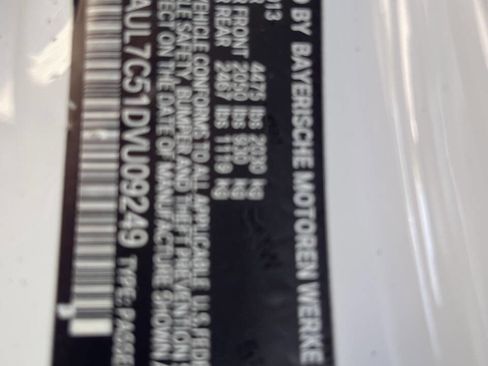 D BY BAYERISCHE MOTOREN WERKE
013
R 4475 lbs 2030 kg
R FRONT 2050 lbs 930 kg
R REAR 2467 lbs 1119 kg
VEHICLE CONFORMS TO ALL APPLICABLE U.S. FEDE
LE SAFETY, BUMPER AND THEFT PREVENTION S
ECT ON THE DATE OF MANUFACTURE SHOWN A
AUL7C51DVU09249 TYPE: PASSE